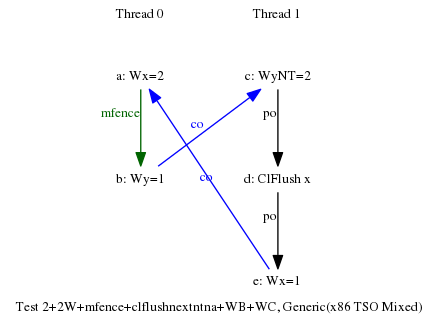 Thread 0
Thread 1
a: Wx=2
c: WyNT=2
mfence
po
co
b: Wy=1
co
d: ClFlush x
po
e: Wx=1
Test 2+2W+mfence+clflushnextntna+WB+WC, Generic(x86 TSO Mixed)